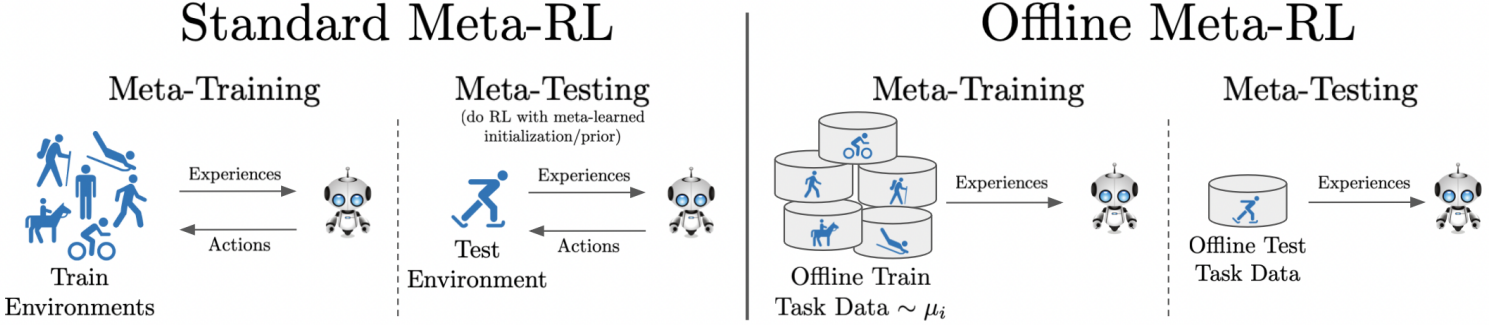 Standard Meta-RL
Meta-Training
Experiences
Actions
Train
Environments
Meta-Testing
(do RL with meta-learned
initialization/prior)
Experiences
Actions
Test
Environment
Offline Meta-RL
Meta-Training
Experiences
Offline Train
Task Data ~ μᵢ
Meta-Testing
Experiences
Offline Test
Task Data